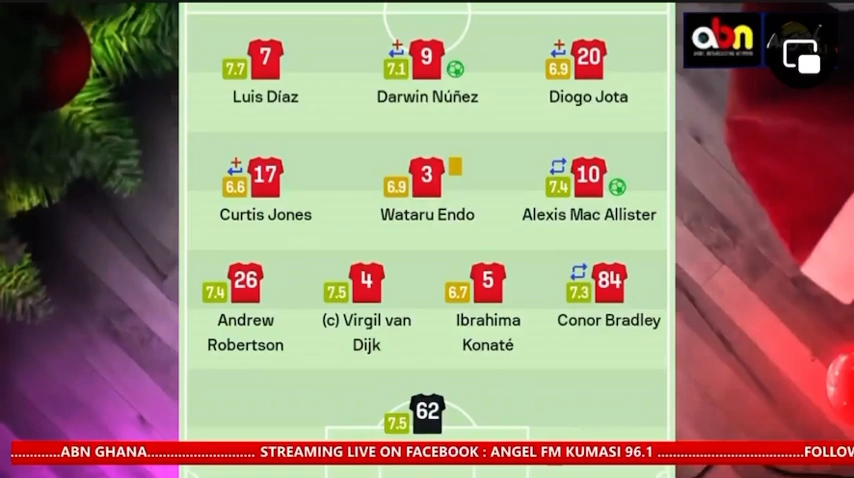 abn
7
7.7
Luis Díaz
9
7.1
Darwin Núñez
20
6.9
Diogo Jota
17
6.6
Curtis Jones
3
6.9
Wataru Endo
10
7.4
Alexis Mac Allister
26
7.4
Andrew
Robertson
4
7.5
(c) Virgil van
Dijk
5
6.7
Ibrahima
Konaté
84
7.3
Conor Bradley
62
7.5
.............ABN GHANA......................... STREAMING LIVE ON FACEBOOK : ANGEL FM KUMASI 96.1 .................................FOLLOW